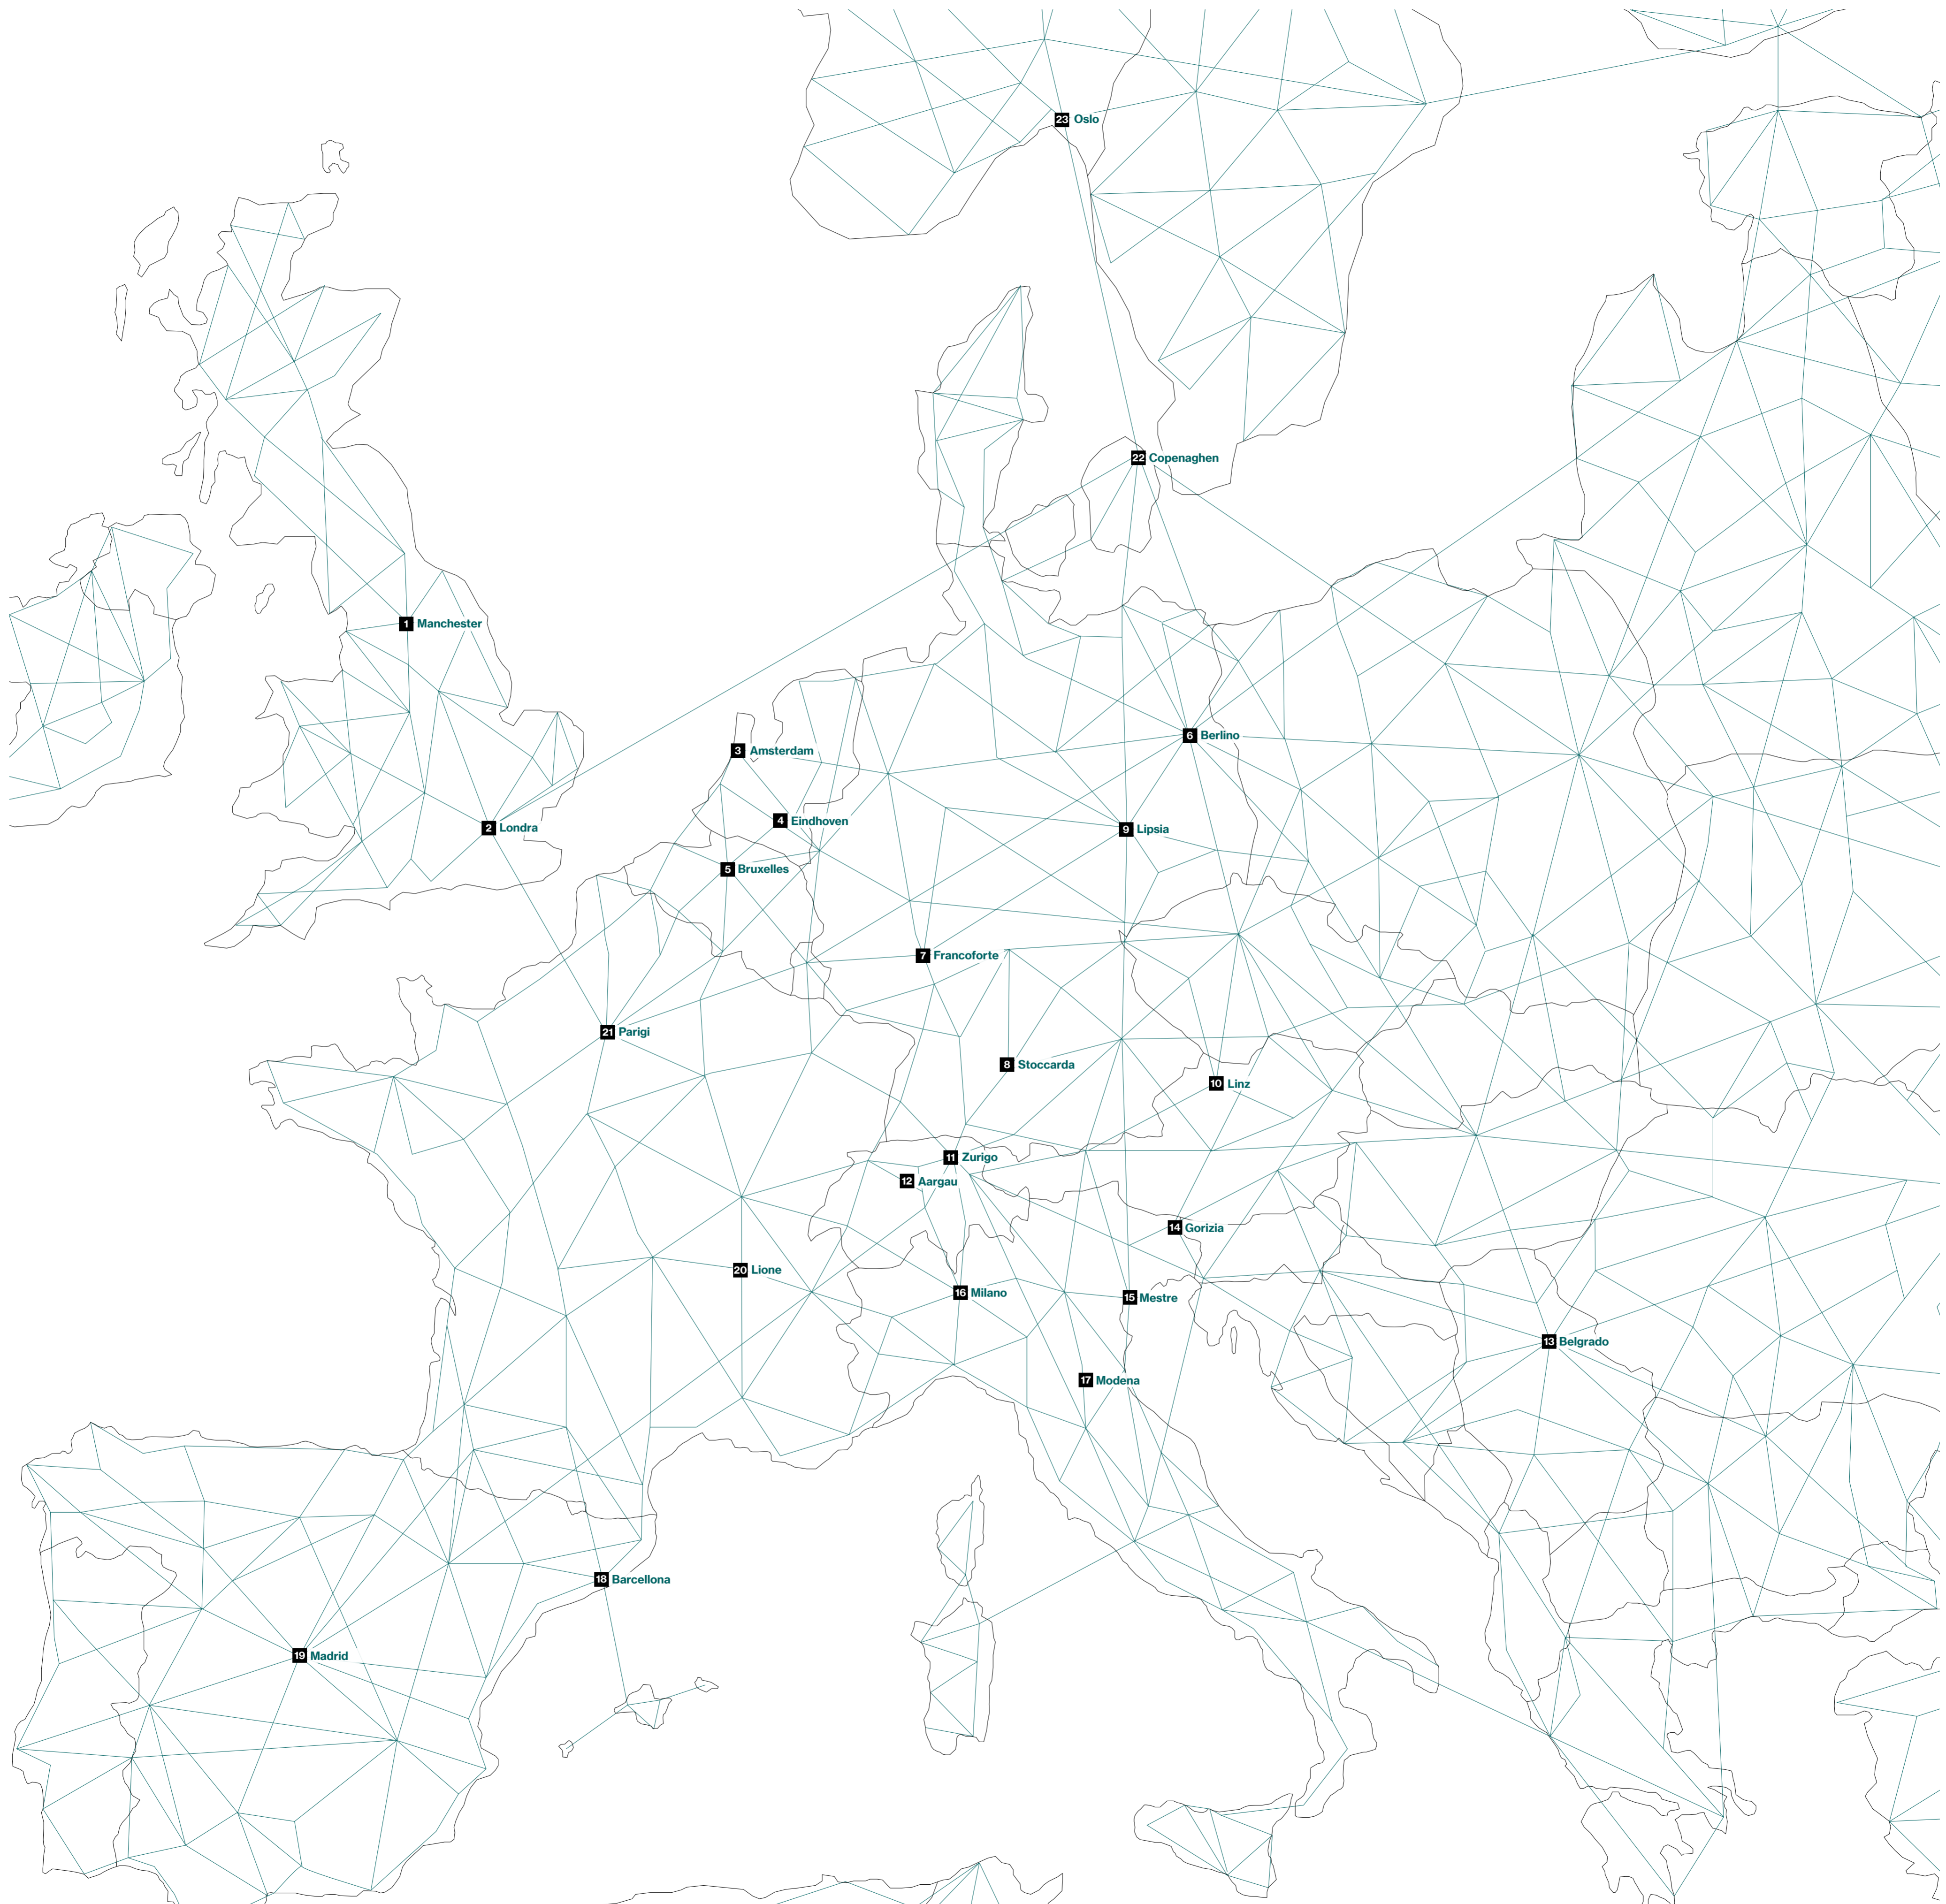 23 Oslo
22 Copenaghen
1 Manchester
6 Berlino
3 Amsterdam
4 Eindhoven
2 Londra
9 Lipsia
5 Bruxelles
7 Francoforte
21 Parigi
8 Stoccarda
10 Linz
11 Zurigo
12 Aargau
14 Gorizia
20 Lione
16 Milano
15 Mestre
13 Belgrado
17 Modena
18 Barcellona
19 Madrid